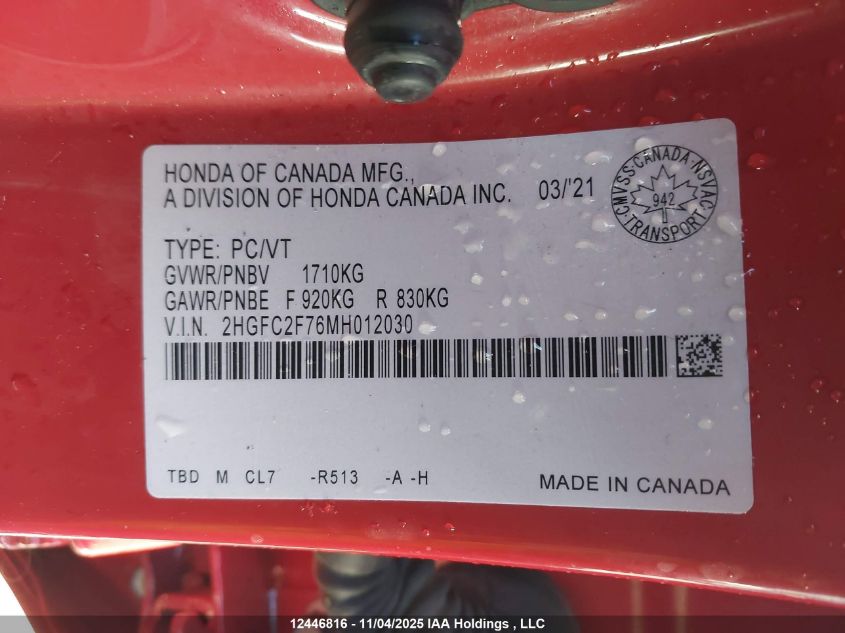 HONDA OF CANADA MFG.,
A DIVISION OF HONDA CANADA INC. 03/'21
CMVSS·CANADA·NSVAC
942
TRANSPORT
TYPE: PC/VT
GVWR/PNBV 1710KG
GAWR/PNBE F 920KG R 830KG
V.I.N. 2HGFC2F76MH012030
TBD M CL7 -R513 -A -H MADE IN CANADA
12446816 - 11/04/2025 IAA Holdings , LLC